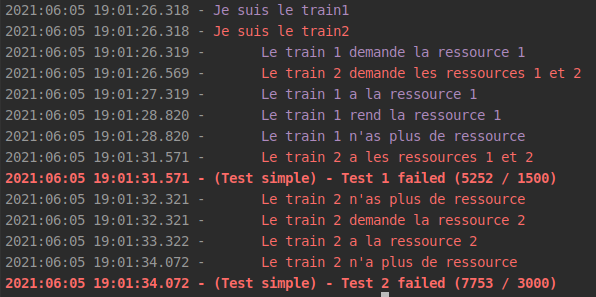 2021:06:05 19:01:26.318 - Je suis le train1
2021:06:05 19:01:26.318 - Je suis le train2
2021:06:05 19:01:26.319 - Le train 1 demande la ressource 1
2021:06:05 19:01:26.569 - Le train 2 demande les ressources 1 et 2
2021:06:05 19:01:27.319 - Le train 1 a la ressource 1
2021:06:05 19:01:28.820 - Le train 1 rend la ressource 1
2021:06:05 19:01:28.820 - Le train 1 n'as plus de ressource
2021:06:05 19:01:31.571 - Le train 2 a les ressources 1 et 2
2021:06:05 19:01:31.571 - (Test simple) - Test 1 failed (5252 / 1500)
2021:06:05 19:01:32.321 - Le train 2 n'as plus de ressource
2021:06:05 19:01:32.321 - Le train 2 demande la ressource 2
2021:06:05 19:01:33.322 - Le train 2 a la ressource 2
2021:06:05 19:01:34.072 - Le train 2 n'a plus de ressource
2021:06:05 19:01:34.072 - (Test simple) - Test 2 failed (7753 / 3000)